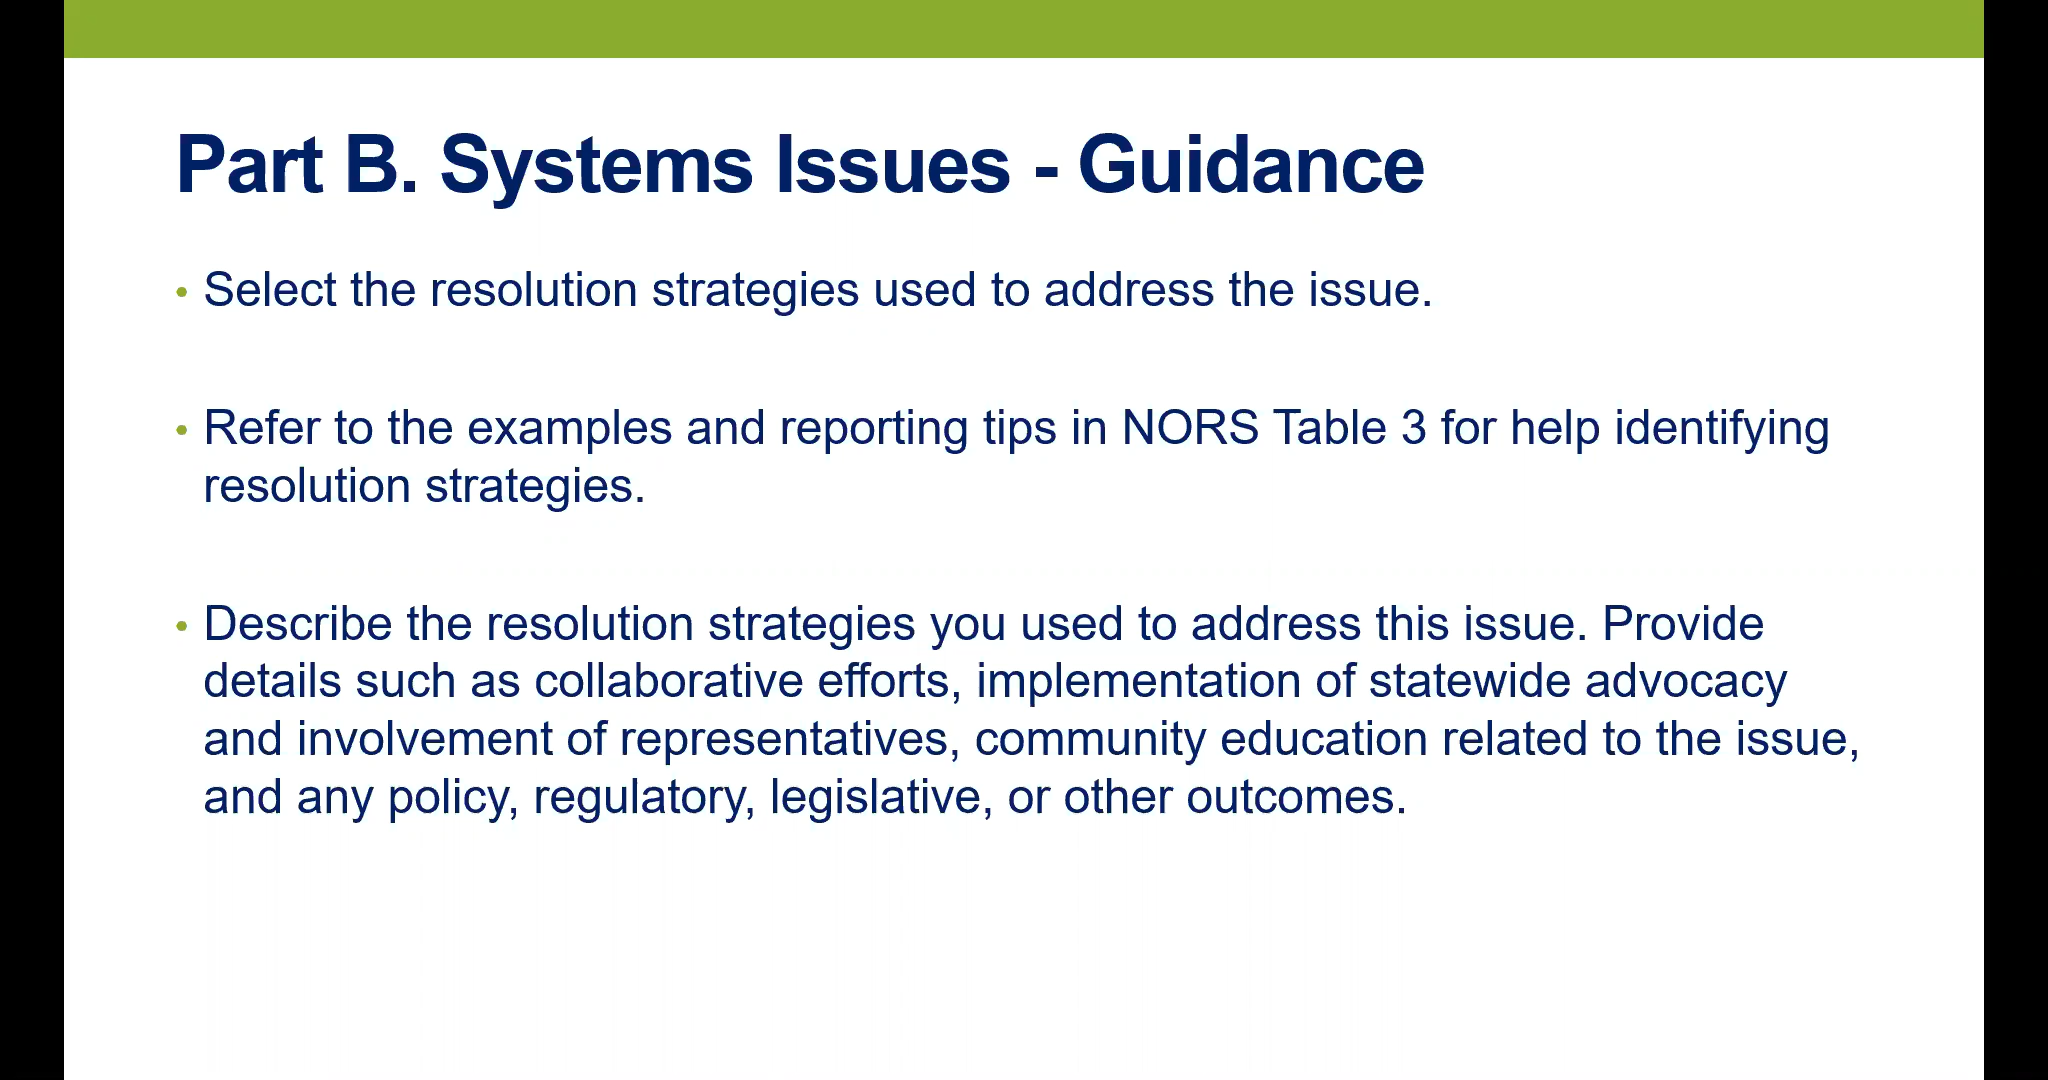 Part B. Systems Issues - Guidance
• Select the resolution strategies used to address the issue.
• Refer to the examples and reporting tips in NORS Table 3 for help identifying
resolution strategies.
• Describe the resolution strategies you used to address this issue. Provide
details such as collaborative efforts, implementation of statewide advocacy
and involvement of representatives, community education related to the issue,
and any policy, regulatory, legislative, or other outcomes.